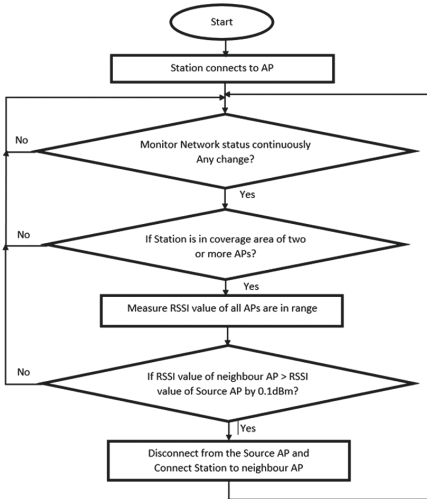 Start
Station connects to AP
No
Monitor Network status continuously
Any change?
Yes
No
If Station is in coverage area of two
or more APs?
Yes
Measure RSSI value of all APs are in range
No
If RSSI value of neighbour AP > RSSI
value of Source AP by 0.1dBm?
Yes
Disconnect from the Source AP and
Connect Station to neighbour AP